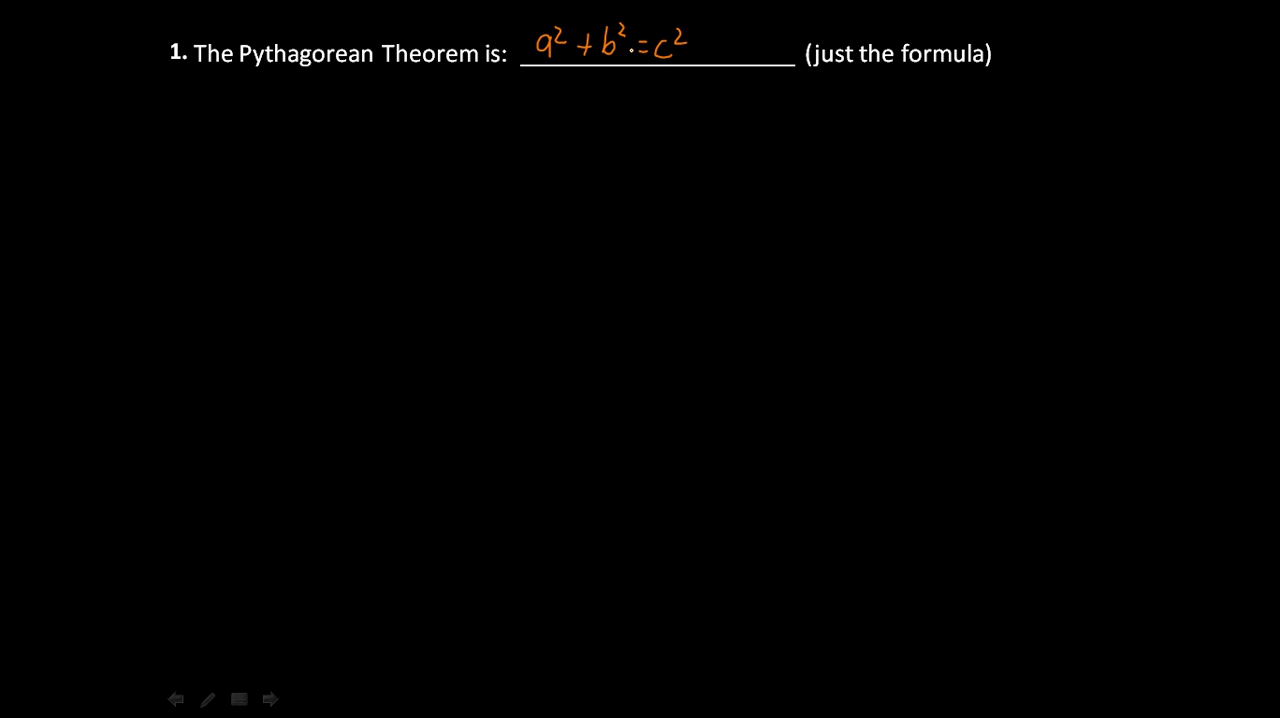 1. The Pythagorean Theorem is: a² + b² = c² (just the formula)